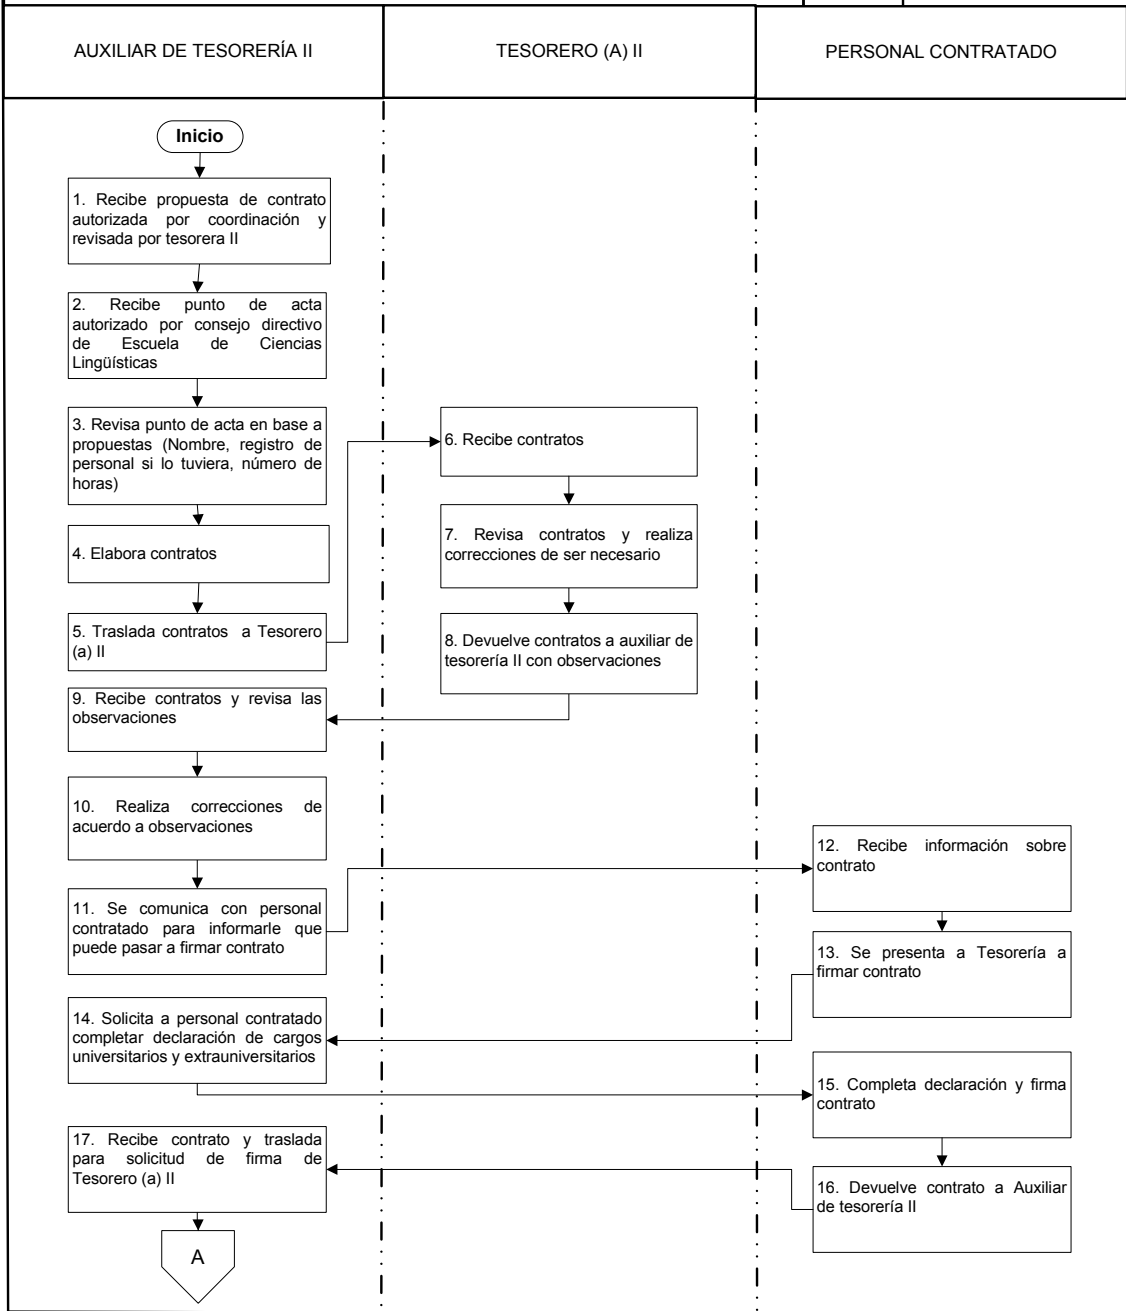 AUXILIAR DE TESORERÍA II
TESORERO (A) II
PERSONAL CONTRATADO
Inicio
1. Recibe propuesta de contrato
autorizada por coordinación y
revisada por tesorera II
2. Recibe punto de acta
autorizado por consejo directivo
de Escuela de Ciencias
Lingüísticas
3. Revisa punto de acta en base a
propuestas (Nombre, registro de
personal si lo tuviera, número de
horas)
4. Elabora contratos
5. Traslada contratos a Tesorero
(a) II
6. Recibe contratos
7. Revisa contratos y realiza
correcciones de ser necesario
8. Devuelve contratos a auxiliar de
tesorería II con observaciones
9. Recibe contratos y revisa las
observaciones
10. Realiza correcciones de
acuerdo a observaciones
11. Se comunica con personal
contratado para informarle que
puede pasar a firmar contrato
12. Recibe información sobre
contrato
13. Se presenta a Tesorería a
firmar contrato
14. Solicita a personal contratado
completar declaración de cargos
universitarios y extrauniversitarios
15. Completa declaración y firma
contrato
16. Devuelve contrato a Auxiliar
de tesorería II
17. Recibe contrato y traslada
para solicitud de firma de
Tesorero (a) II
A